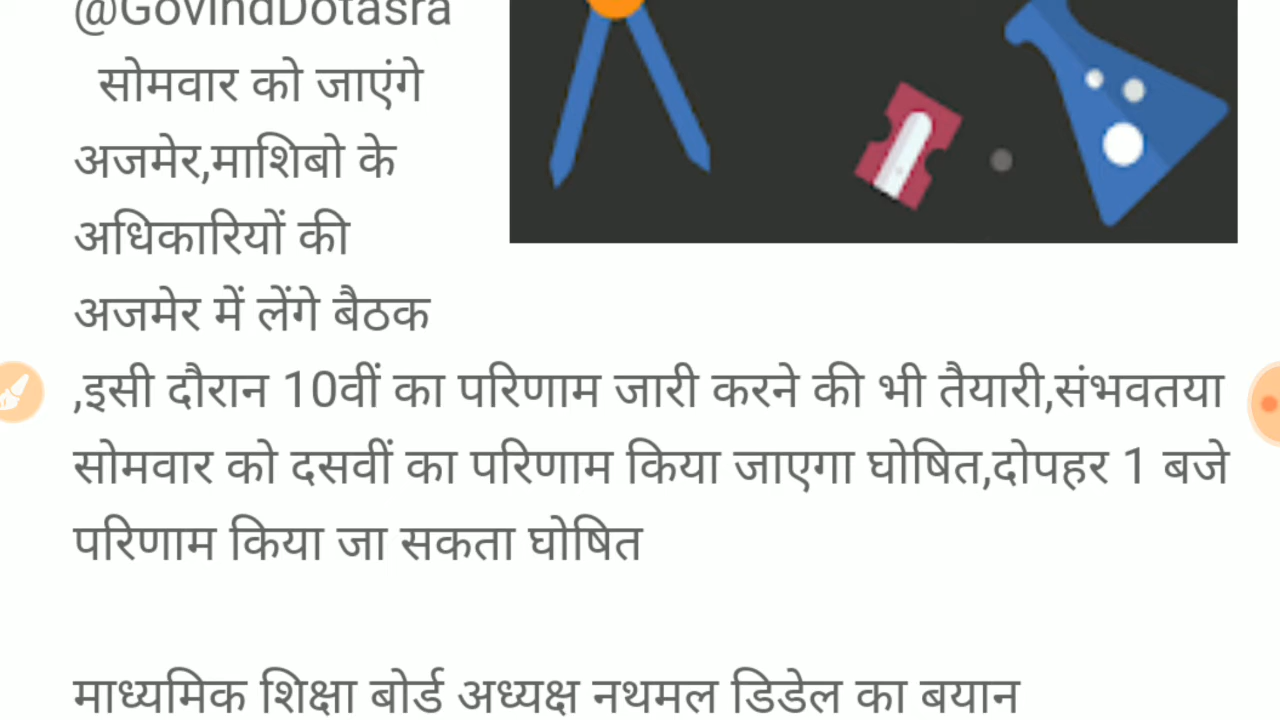 @GovindDotasra
सोमवार को जाएंगे
अजमेर,माशिबो के
अधिकारियों की
अजमेर में लेंगे बैठक
,इसी दौरान 10वीं का परिणाम जारी करने की भी तैयारी,संभवतया
सोमवार को दसवीं का परिणाम किया जाएगा घोषित,दोपहर 1 बजे
परिणाम किया जा सकता घोषित
माध्यमिक शिक्षा बोर्ड अध्यक्ष नथमल डिडेल का बयान